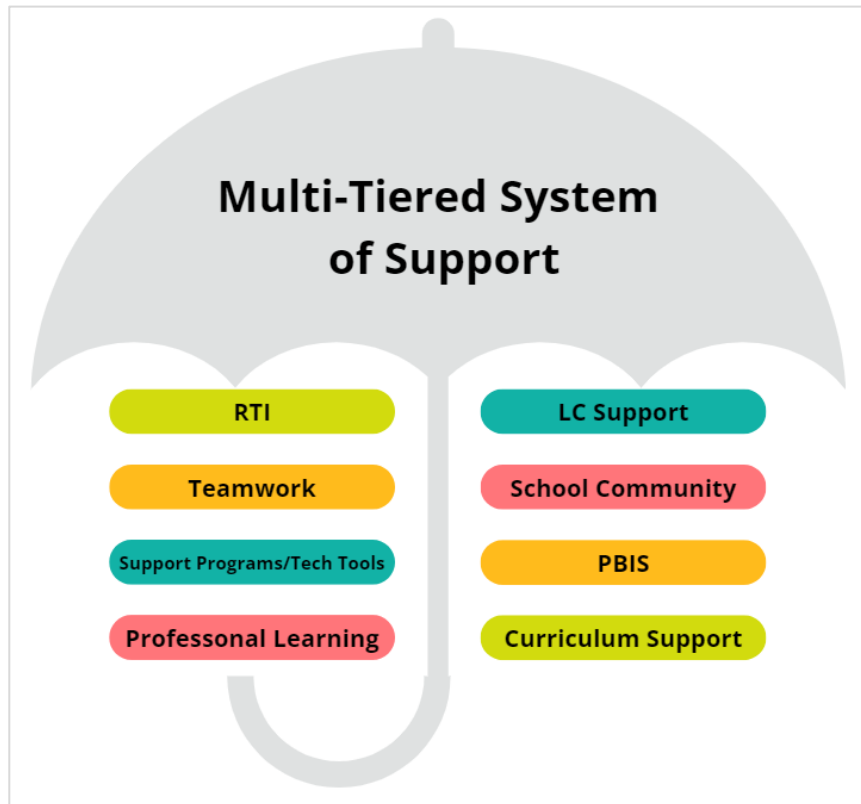 Multi-Tiered System
of Support
RTI
Teamwork
Support Programs/Tech Tools
Professonal Learning
LC Support
School Community
PBIS
Curriculum Support